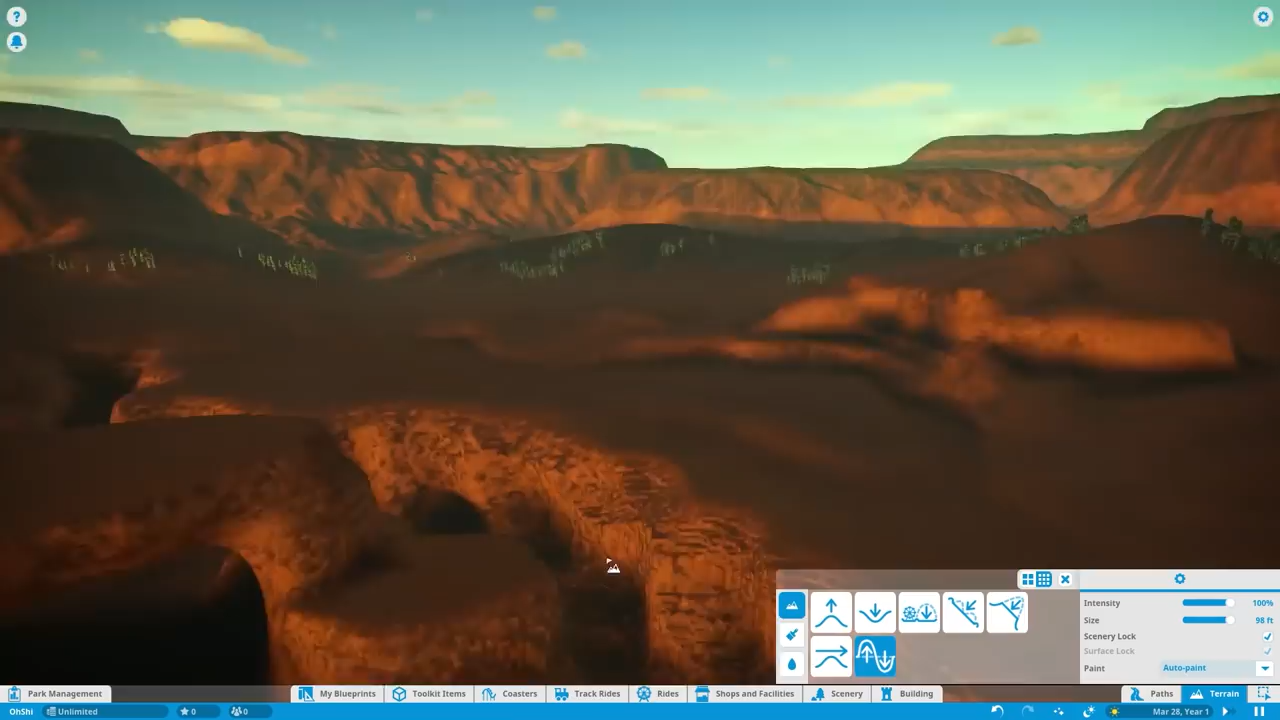 ?
Intensity 100%
Size 98 ft
Scenery Lock
Surface Lock
Paint Auto-paint
Park Management My Blueprints Toolkit Items Coasters Track Rides Rides Shops and Facilities Scenery Building Paths Terrain
OhShi Unlimited 0 0 Mar 28, Year 1